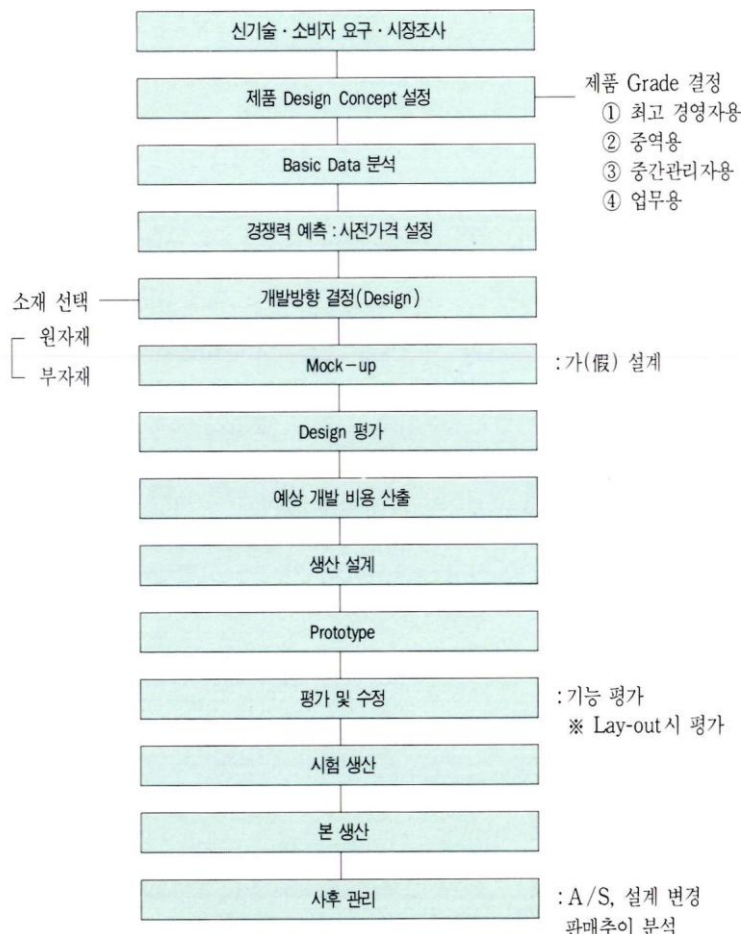 신기술·소비자 요구·시장조사
제품 Design Concept 설정
제품 Grade 결정
① 최고 경영자용
② 중역용
③ 중간관리자용
④ 업무용
Basic Data 분석
경쟁력 예측 : 사전가격 설정
소재 선택
원자재
부자재
개발방향 결정(Design)
Mock-up
: 가(假) 설계
Design 평가
예상 개발 비용 산출
생산 설계
Prototype
평가 및 수정
: 기능 평가
※ Lay-out시 평가
시험 생산
본 생산
사후 관리
: A/S, 설계 변경
판매추이 분석